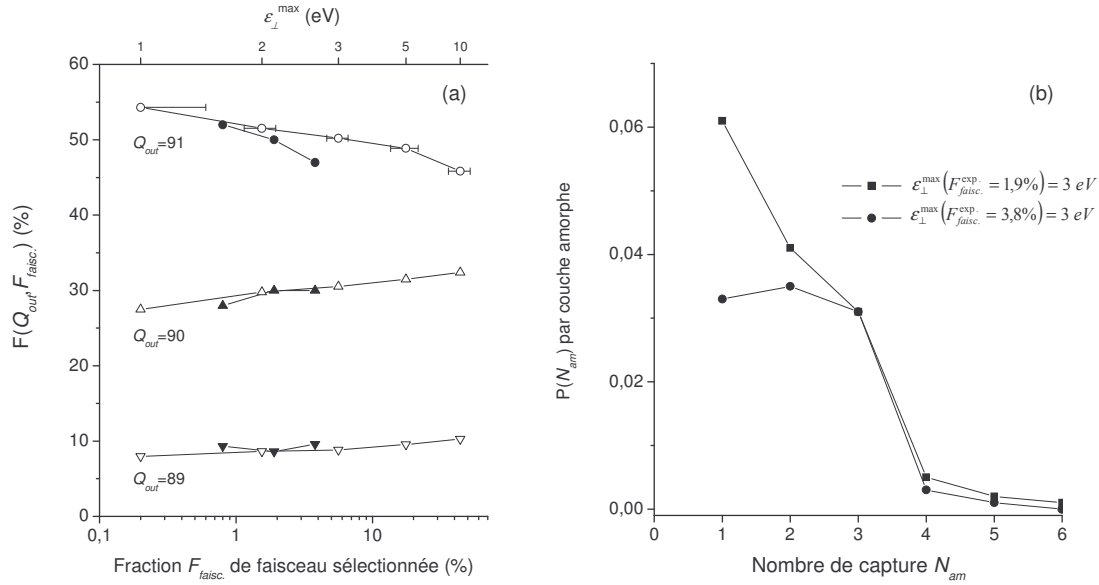 ε⊥max (eV)
1 2 3 5 10
(a)
60
50
40
30
20
10
0
F(Qout, Ffaisc.) (%)
Qout=91
Qout=90
Qout=89
0,1 1 10
Fraction Ffaisc. de faisceau sélectionnée (%)
(b)
0,06
0,04
0,02
0,00
P(Nam) par couche amorphe
ε⊥max(Ffaisc.exp. = 1,9%) = 3 eV
ε⊥max(Ffaisc.exp. = 3,8%) = 3 eV
0 1 2 3 4 5 6
Nombre de capture Nam